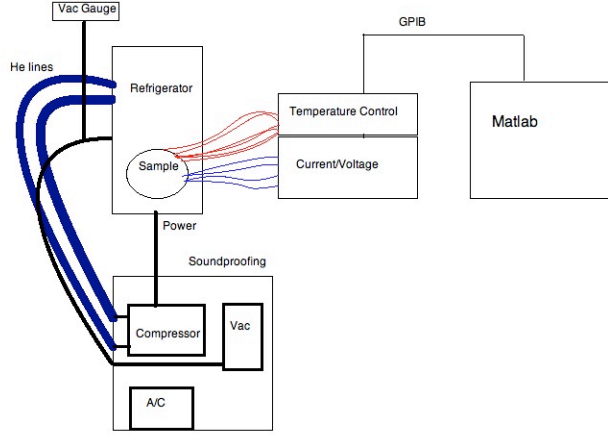 Vac Gauge
GPIB
He lines
Refrigerator
Temperature Control
Matlab
Sample
Current/Voltage
Power
Soundproofing
Compressor
Vac
A/C